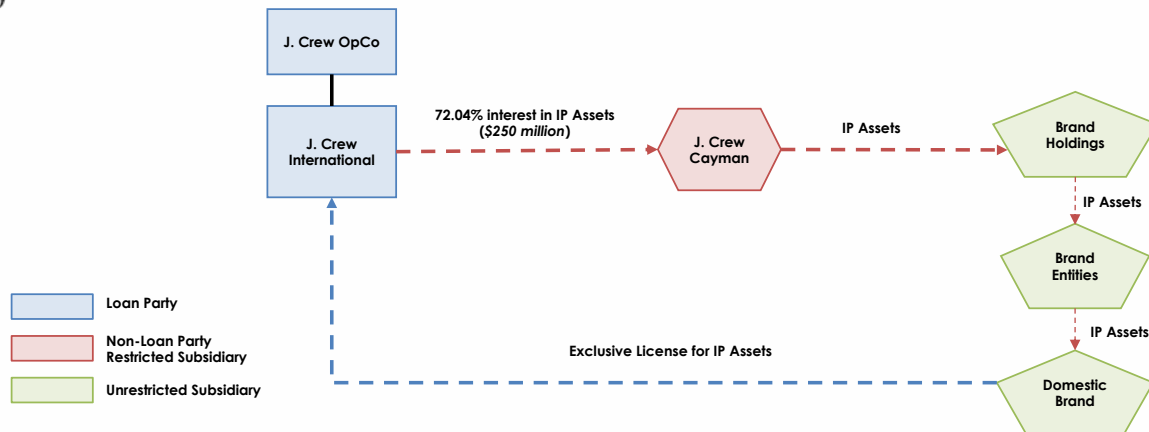 J. Crew OpCo
J. Crew
International
72.04% interest in IP Assets
($250 million)
J. Crew
Cayman
IP Assets
Brand
Holdings
IP Assets
Brand
Entities
IP Assets
Domestic
Brand
Exclusive License for IP Assets
Loan Party
Non-Loan Party
Restricted Subsidiary
Unrestricted Subsidiary